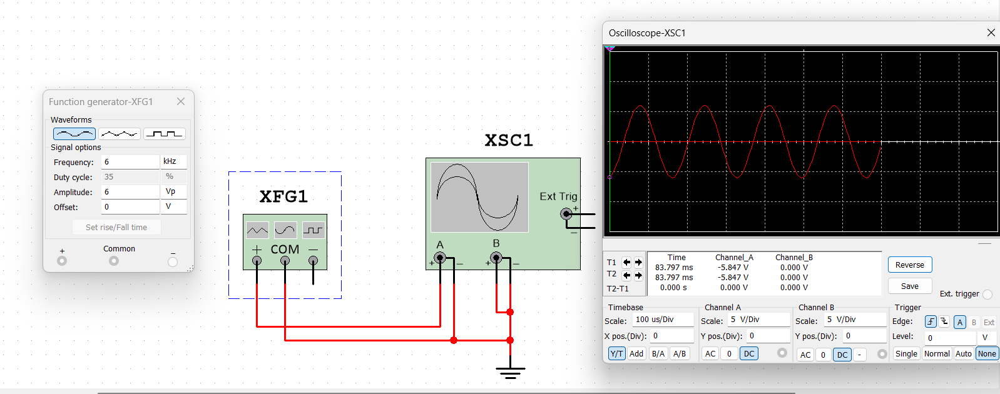 Oscilloscope-XSC1
Function generator-XFG1
Waveforms
Signal options
Frequency: 6 kHz
Duty cycle: 35 %
Amplitude: 6 Vp
Offset: 0 V
Set rise/Fall time
+ Common −
XFG1
+ COM −
XSC1
Ext Trig
+
−
A B
+ − + −
Time Channel_A Channel_B
T1 83.797 ms -5.847 V 0.000 V
T2 83.797 ms -5.847 V 0.000 V
T2-T1 0.000 s 0.000 V 0.000 V
Reverse
Save
Ext. trigger
Timebase
Scale: 100 us/Div
X pos.(Div): 0
Y/T Add B/A A/B
Channel A
Scale: 5 V/Div
Y pos.(Div): 0
AC 0 DC
Channel B
Scale: 5 V/Div
Y pos.(Div): 0
AC 0 DC -
Trigger
Edge: A B Ext
Level: 0 V
Single Normal Auto None